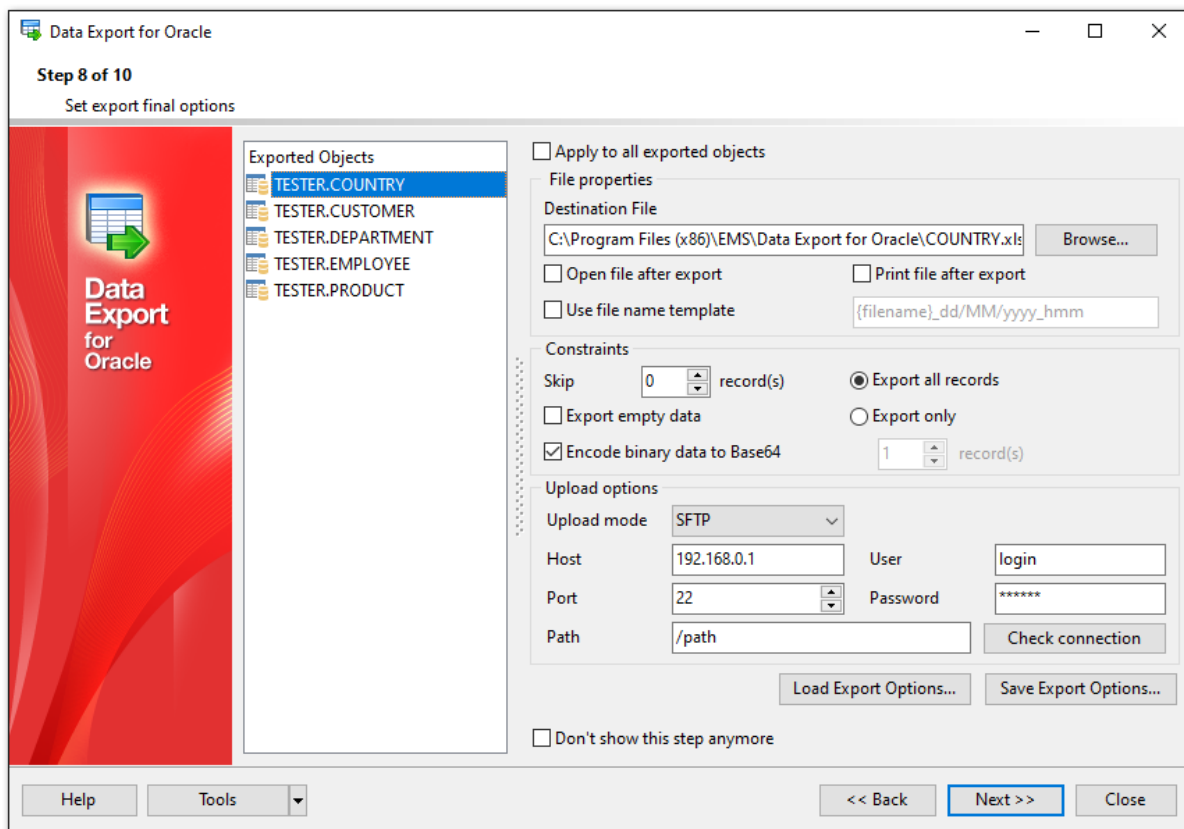 Data Export for Oracle
Step 8 of 10
Set export final options
Data
Export
for
Oracle
Exported Objects
TESTER.COUNTRY
TESTER.CUSTOMER
TESTER.DEPARTMENT
TESTER.EMPLOYEE
TESTER.PRODUCT
Apply to all exported objects
File properties
Destination File
C:\Program Files (x86)\EMS\Data Export for Oracle\COUNTRY.xls Browse...
Open file after export Print file after export
Use file name template {filename}_dd/MM/yyyy_hmm
Constraints
Skip 0 record(s) Export all records
Export empty data Export only
Encode binary data to Base64 1 record(s)
Upload options
Upload mode SFTP
Host 192.168.0.1 User login
Port 22 Password ******
Path /path Check connection
Load Export Options... Save Export Options...
Don't show this step anymore
Help Tools << Back Next >> Close